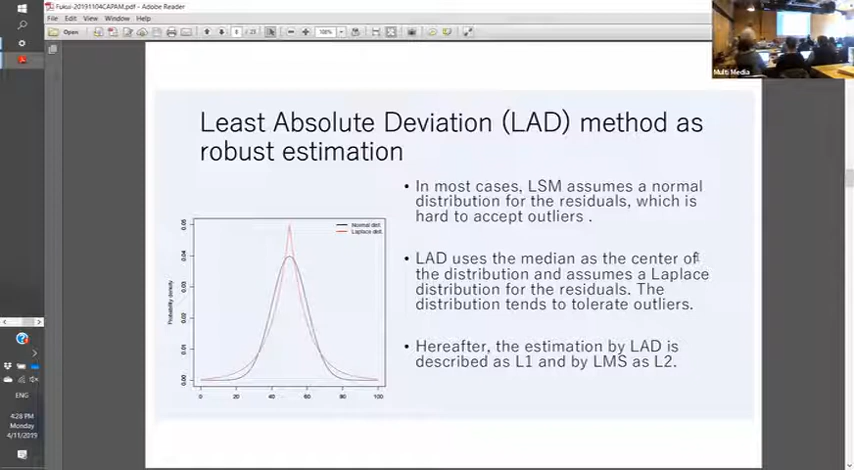 Fukui-20191104CAPAM.pdf - Adobe Reader
File Edit View Window Help
Open
8
100%
Multi Media
Least Absolute Deviation (LAD) method as
robust estimation
• In most cases, LSM assumes a normal
distribution for the residuals, which is
hard to accept outliers .
• LAD uses the median as the center of
the distribution and assumes a Laplace
distribution for the residuals. The
distribution tends to tolerate outliers.
• Hereafter, the estimation by LAD is
described as L1 and by LMS as L2.
Normal dist.
Laplace dist.
Probability density
0.05
0.04
0.03
0.02
0.01
0.00
0 20 40 60 80 100
ENG
4:28 PM
Monday
4/11/2019